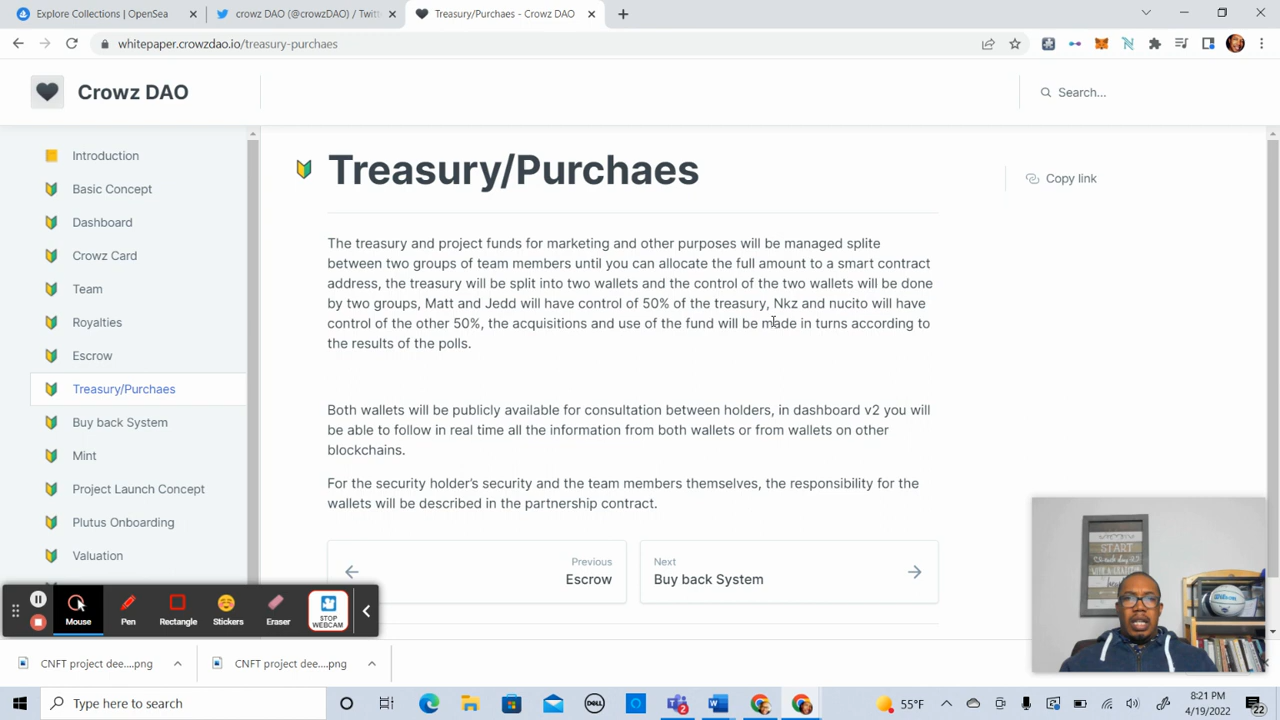 Explore Collections | OpenSea
crowz DAO (@crowzDAO) / Twitt
Treasury/Purchaes - Crowz DAO
whitepaper.crowzdao.io/treasury-purchaes
Crowz DAO
Search...
Introduction
Basic Concept
Dashboard
Crowz Card
Team
Royalties
Escrow
Treasury/Purchaes
Buy back System
Mint
Project Launch Concept
Plutus Onboarding
Valuation
Treasury/Purchaes
Copy link
The treasury and project funds for marketing and other purposes will be managed splite
between two groups of team members until you can allocate the full amount to a smart contract
address, the treasury will be split into two wallets and the control of the two wallets will be done
by two groups, Matt and Jedd will have control of 50% of the treasury, Nkz and nucito will have
control of the other 50%, the acquisitions and use of the fund will be made in turns according to
the results of the polls.
Both wallets will be publicly available for consultation between holders, in dashboard v2 you will
be able to follow in real time all the information from both wallets or from wallets on other
blockchains.
For the security holder's security and the team members themselves, the responsibility for the
wallets will be described in the partnership contract.
Previous
Escrow
Next
Buy back System
Mouse
Pen
Rectangle
Stickers
Eraser
STOP
WEBCAM
START
CNFT project dee....png
CNFT project dee....png
Type here to search
DELL
2
55°F
8:21 PM
4/19/2022
22